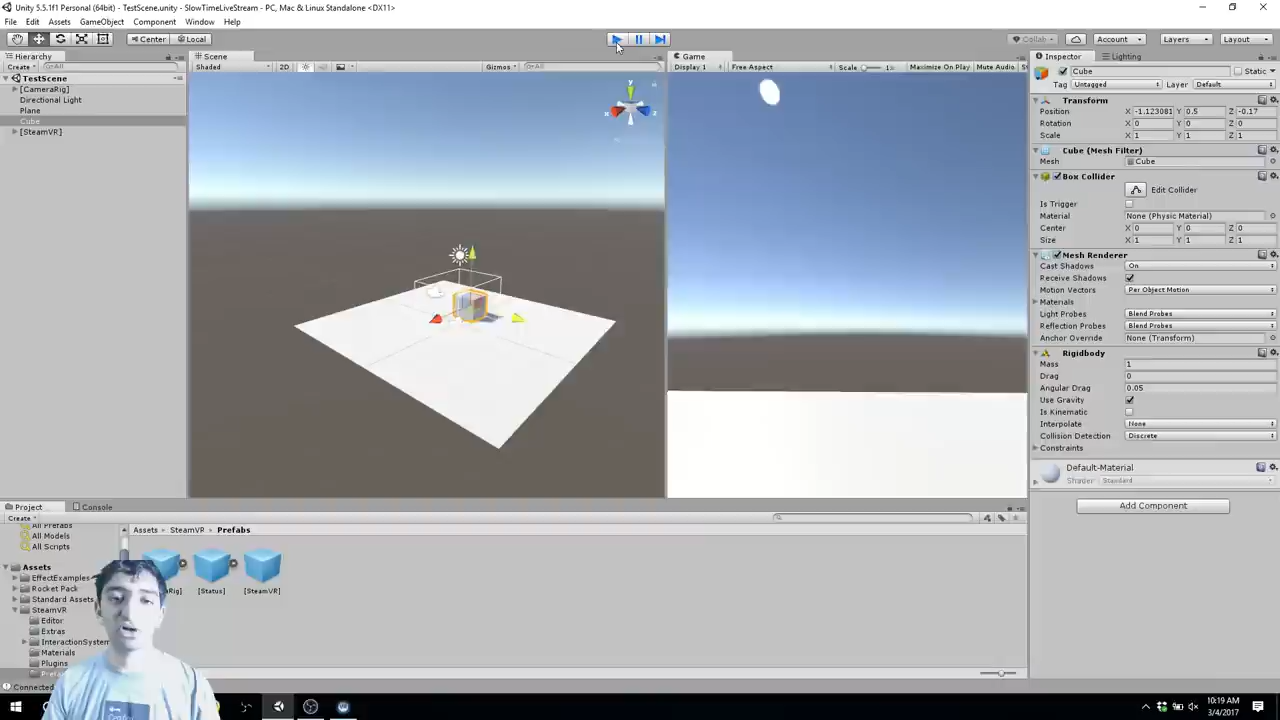 Unity 5.5.1f1 Personal (64bit) - TestScene.unity - SlowTimeLiveStream - PC, Mac & Linux Standalone <DX11>
File Edit Assets GameObject Component Window Help
Center Local Collab Account Layers Layout
Hierarchy Scene Game Inspector Lighting
Create All Shaded 2D Gizmos All Display 1 Free Aspect Scale 1x Maximize On Play Mute Audio
TestScene
[CameraRig]
Directional Light
Plane
Cube
[SteamVR]
y
z
Cube Static
Tag Untagged Layer Default
Transform
Position X -1.123081 Y 0.5 Z -0.17
Rotation X 0 Y 0 Z 0
Scale X 1 Y 1 Z 1
Cube (Mesh Filter)
Mesh Cube
Box Collider
Edit Collider
Is Trigger
Material None (Physic Material)
Center X 0 Y 0 Z 0
Size X 1 Y 1 Z 1
Mesh Renderer
Cast Shadows On
Receive Shadows
Motion Vectors Per Object Motion
Materials
Light Probes Blend Probes
Reflection Probes Blend Probes
Anchor Override None (Transform)
Rigidbody
Mass 1
Drag 0
Angular Drag 0.05
Use Gravity
Is Kinematic
Interpolate None
Collision Detection Discrete
Constraints
Default-Material
Shader Standard
Add Component
Project Console
Create
All Prefabs
All Models
All Scripts
Assets
EffectExamples
Rocket Pack
Standard Assets
SteamVR
Editor
Extras
InteractionSystem
Materials
Plugins
Assets SteamVR Prefabs
[Status] [SteamVR]
Connected
10:19 AM
3/4/2017